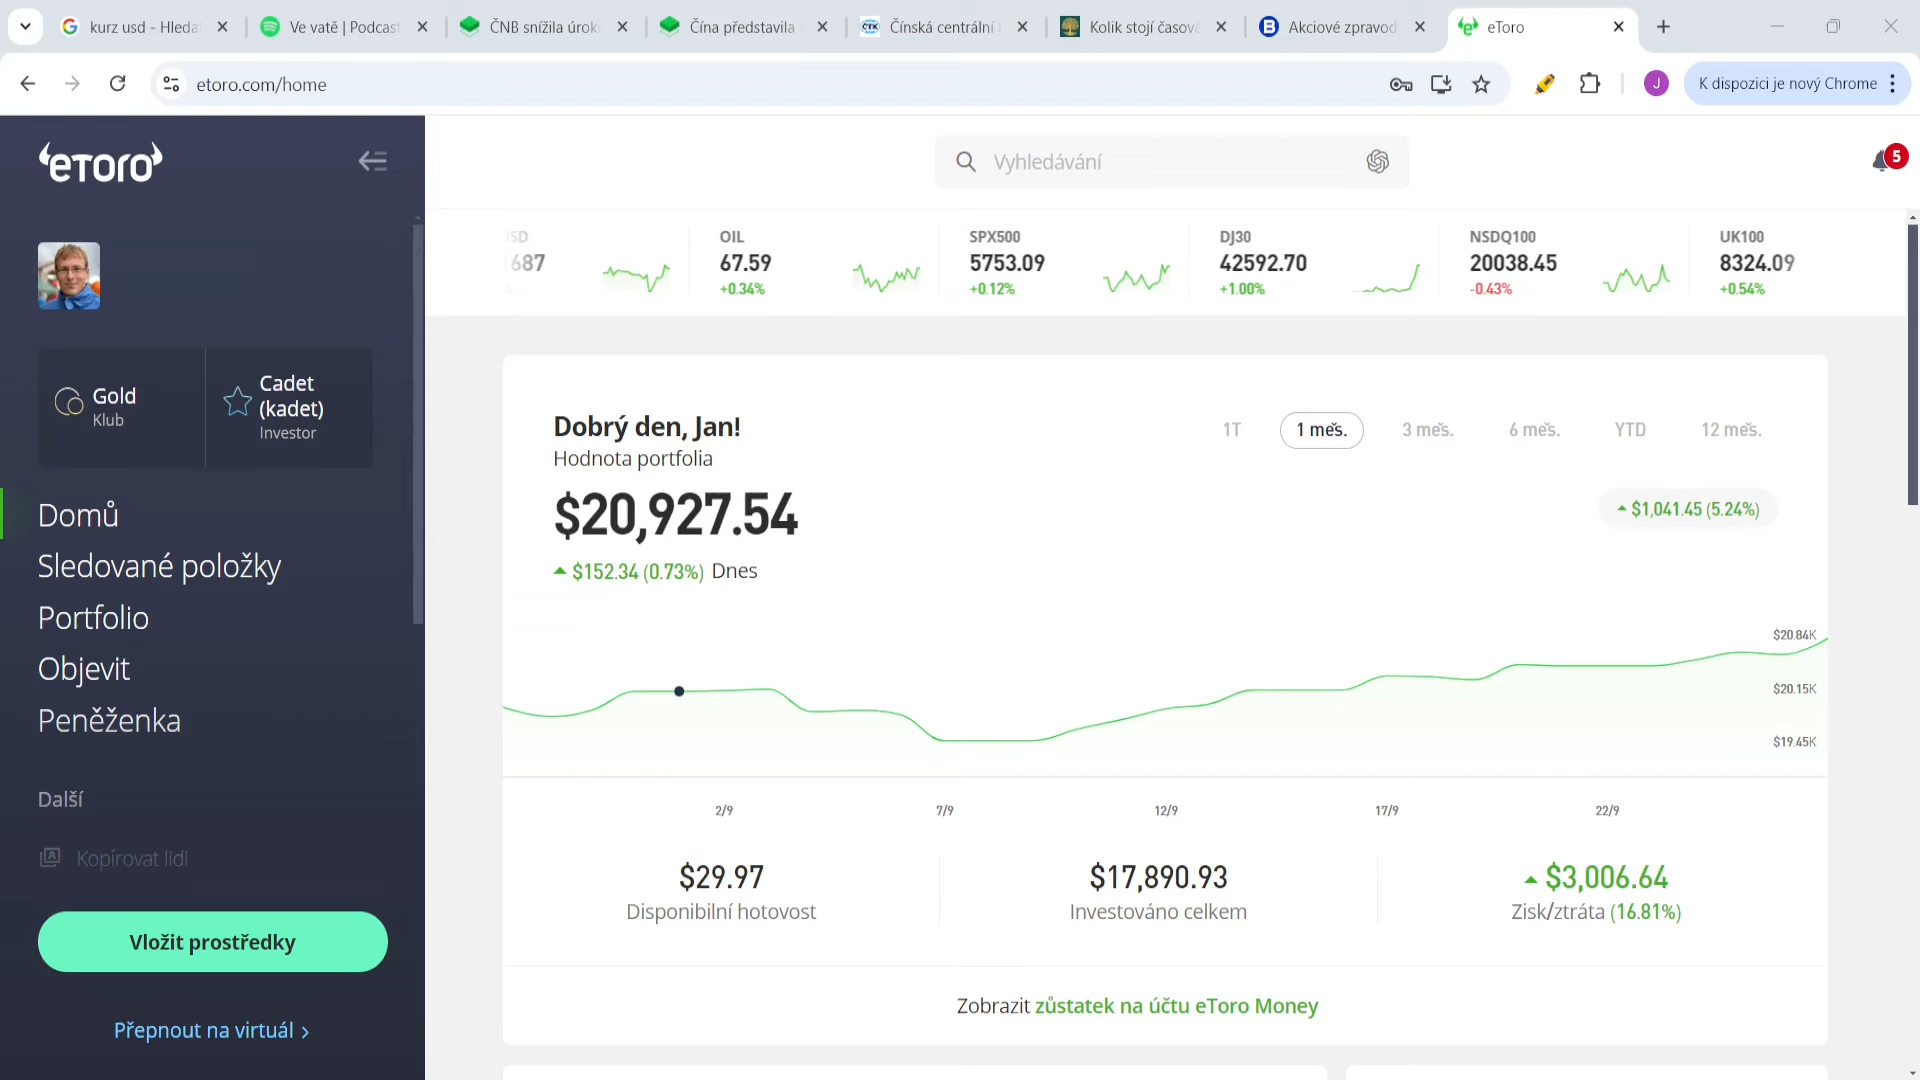 kurz usd - Hleda
Ve vatě | Podcast
ČNB snížila úrok
Čína představila
ČTK
Čínská centrální
Kolik stojí časova
B
Akciové zpravod
eToro
etoro.com/home
J
K dispozici je nový Chrome
eToro
Vyhledávání
5
SD
1687
OIL
67.59
+0.34%
SPX500
5753.09
+0.12%
DJ30
42592.70
+1.00%
NSDQ100
20038.45
-0.43%
UK100
8324.09
+0.54%
Gold
Klub
Cadet
(kadet)
Investor
Domů
Sledované položky
Portfolio
Objevit
Peněženka
Další
Kopírovat lidi
Vložit prostředky
Přepnout na virtuál
Dobrý den, Jan!
Hodnota portfolia
$20,927.54
$152.34 (0.73%) Dnes
1T
1 měs.
3 měs.
6 měs.
YTD
12 měs.
$1,041.45 (5.24%)
$20.84K
$20.15K
$19.45K
2/9
7/9
12/9
17/9
22/9
$29.97
Disponibilní hotovost
$17,890.93
Investováno celkem
$3,006.64
Zisk/ztráta (16.81%)
Zobrazit zůstatek na účtu eToro Money